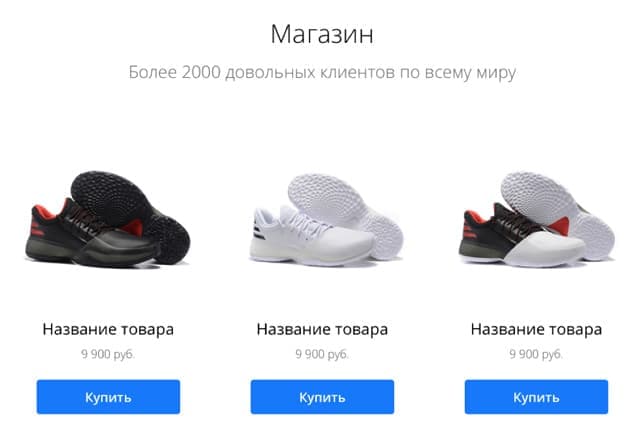 Магазин
Более 2000 довольных клиентов по всему миру
Название товара
Название товара
Название товара
9 900 руб.
9 900 руб.
9 900 руб.
Купить
Купить
Купить